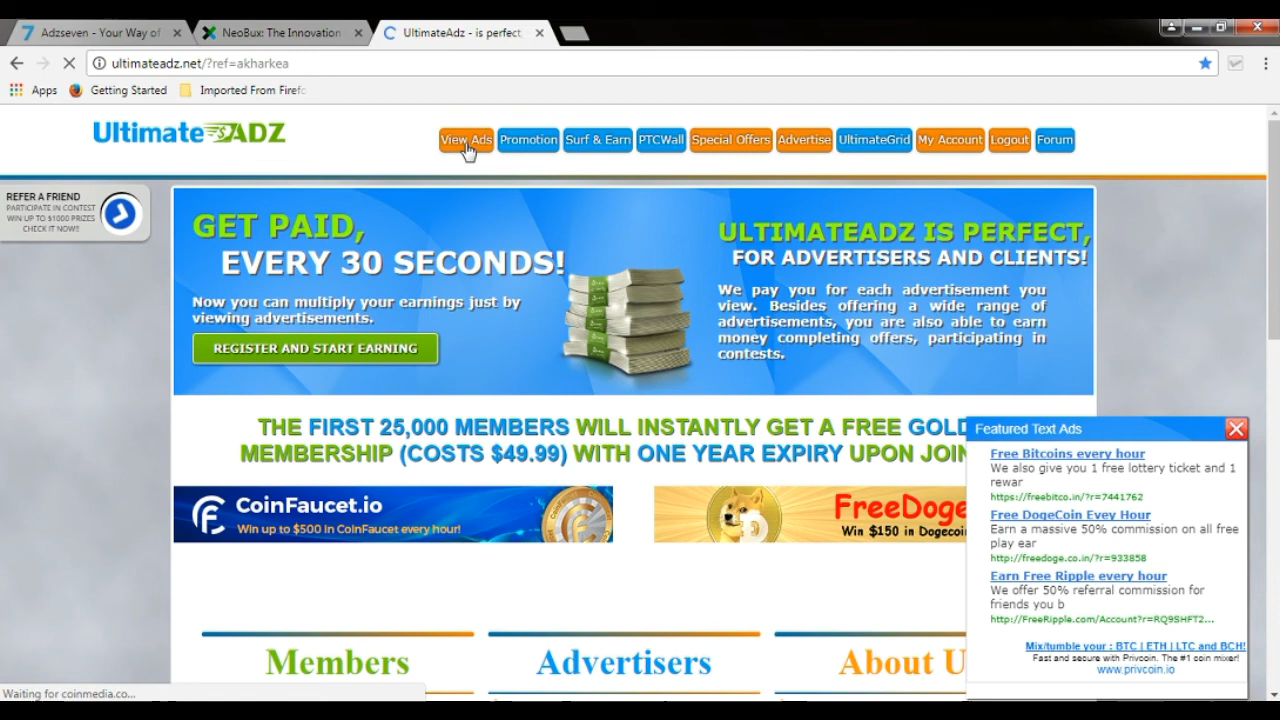 Adzseven - Your Way of
NeoBux: The Innovation
UltimateAdz - is perfect,
ultimateadz.net/?ref=akharkea
Apps
Getting Started
Imported From Firefo
Ultimate ADZ
View Ads
Promotion
Surf & Earn
PTCWall
Special Offers
Advertise
UltimateGrid
My Account
Logout
Forum
REFER A FRIEND
PARTICIPATE IN CONTEST
WIN UP TO $1000 PRIZES
CHECK IT NOW!!
GET PAID,
EVERY 30 SECONDS!
Now you can multiply your earnings just by
viewing advertisements.
REGISTER AND START EARNING
ULTIMATEADZ IS PERFECT,
FOR ADVERTISERS AND CLIENTS!
We pay you for each advertisement you
view. Besides offering a wide range of
advertisements, you are also able to earn
money completing offers, participating in
contests.
THE FIRST 25,000 MEMBERS WILL INSTANTLY GET A FREE GOLD
MEMBERSHIP (COSTS $49.99) WITH ONE YEAR EXPIRY UPON JOIN
CoinFaucet.io
Win up to $500 in CoinFaucet every hour!
FreeDoge
Win $150 in Dogecoin
Featured Text Ads
Free Bitcoins every hour
We also give you 1 free lottery ticket and 1
rewar
https://freebitco.in/?r=7441762
Free DogeCoin Evey Hour
Earn a massive 50% commission on all free
play ear
http://freedoge.co.in/?r=933858
Earn Free Ripple every hour
We offer 50% referral commission for
friends you b
http://FreeRipple.com/Account?r=RQ9SHFT2...
Mix/tumble your : BTC | ETH | LTC and BCH!
Fast and secure with Privcoin. The #1 coin mixer!
www.privcoin.io
Members
Advertisers
About U
Waiting for coinmedia.co...